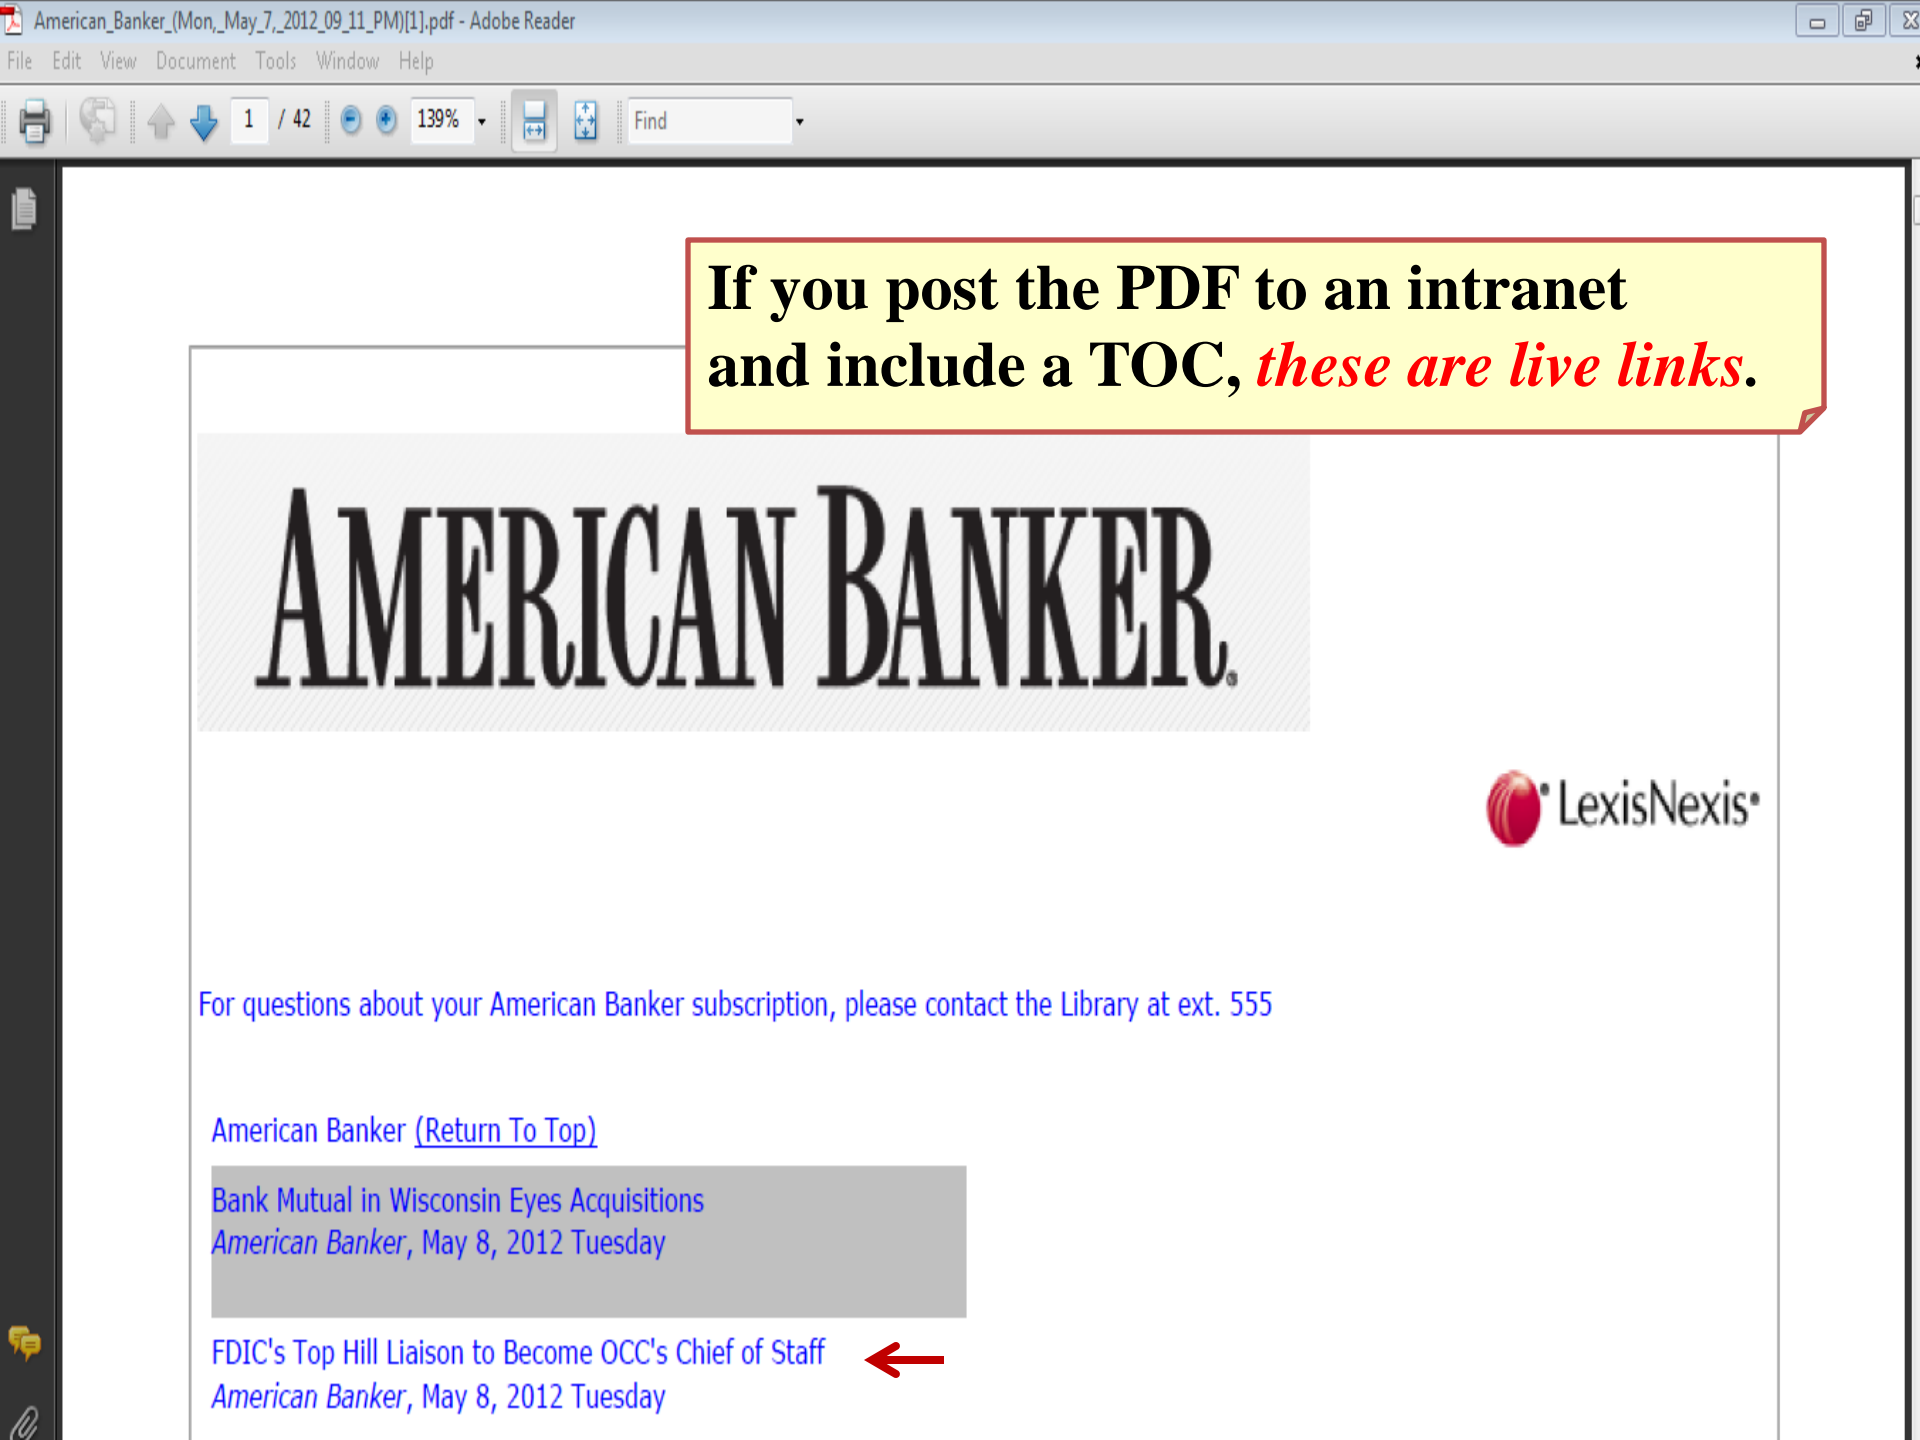 American_Banker_(Mon,_May_7,_2012_09_11_PM)[1].pdf - Adobe Reader
File Edit View Document Tools Window Help
1 / 42 139% Find
If you post the PDF to an intranet
and include a TOC, these are live links.
AMERICAN BANKER®
LexisNexis®
For questions about your American Banker subscription, please contact the Library at ext. 555
American Banker (Return To Top)
Bank Mutual in Wisconsin Eyes Acquisitions
American Banker, May 8, 2012 Tuesday
FDIC's Top Hill Liaison to Become OCC's Chief of Staff
American Banker, May 8, 2012 Tuesday